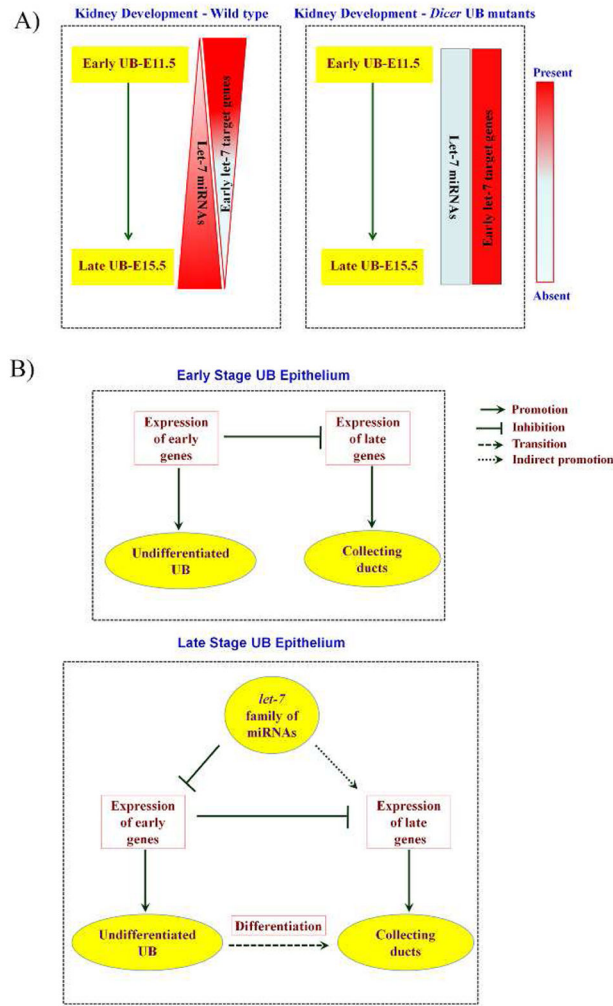 A)
Kidney Development - Wild type
Early UB-E11.5
Late UB-E15.5
Let-7 miRNAs
Early let-7 target genes
Kidney Development - Dicer UB mutants
Early UB-E11.5
Late UB-E15.5
Let-7 miRNAs
Early let-7 target genes
Present
Absent
B)
Early Stage UB Epithelium
Expression
of early
genes
Expression
of late
genes
Undifferentiated
UB
Collecting
ducts
Promotion
Inhibition
Transition
Indirect promotion
Late Stage UB Epithelium
let-7
family of
miRNAs
Expression
of early
genes
Expression
of late
genes
Undifferentiated
UB
Differentiation
Collecting
ducts